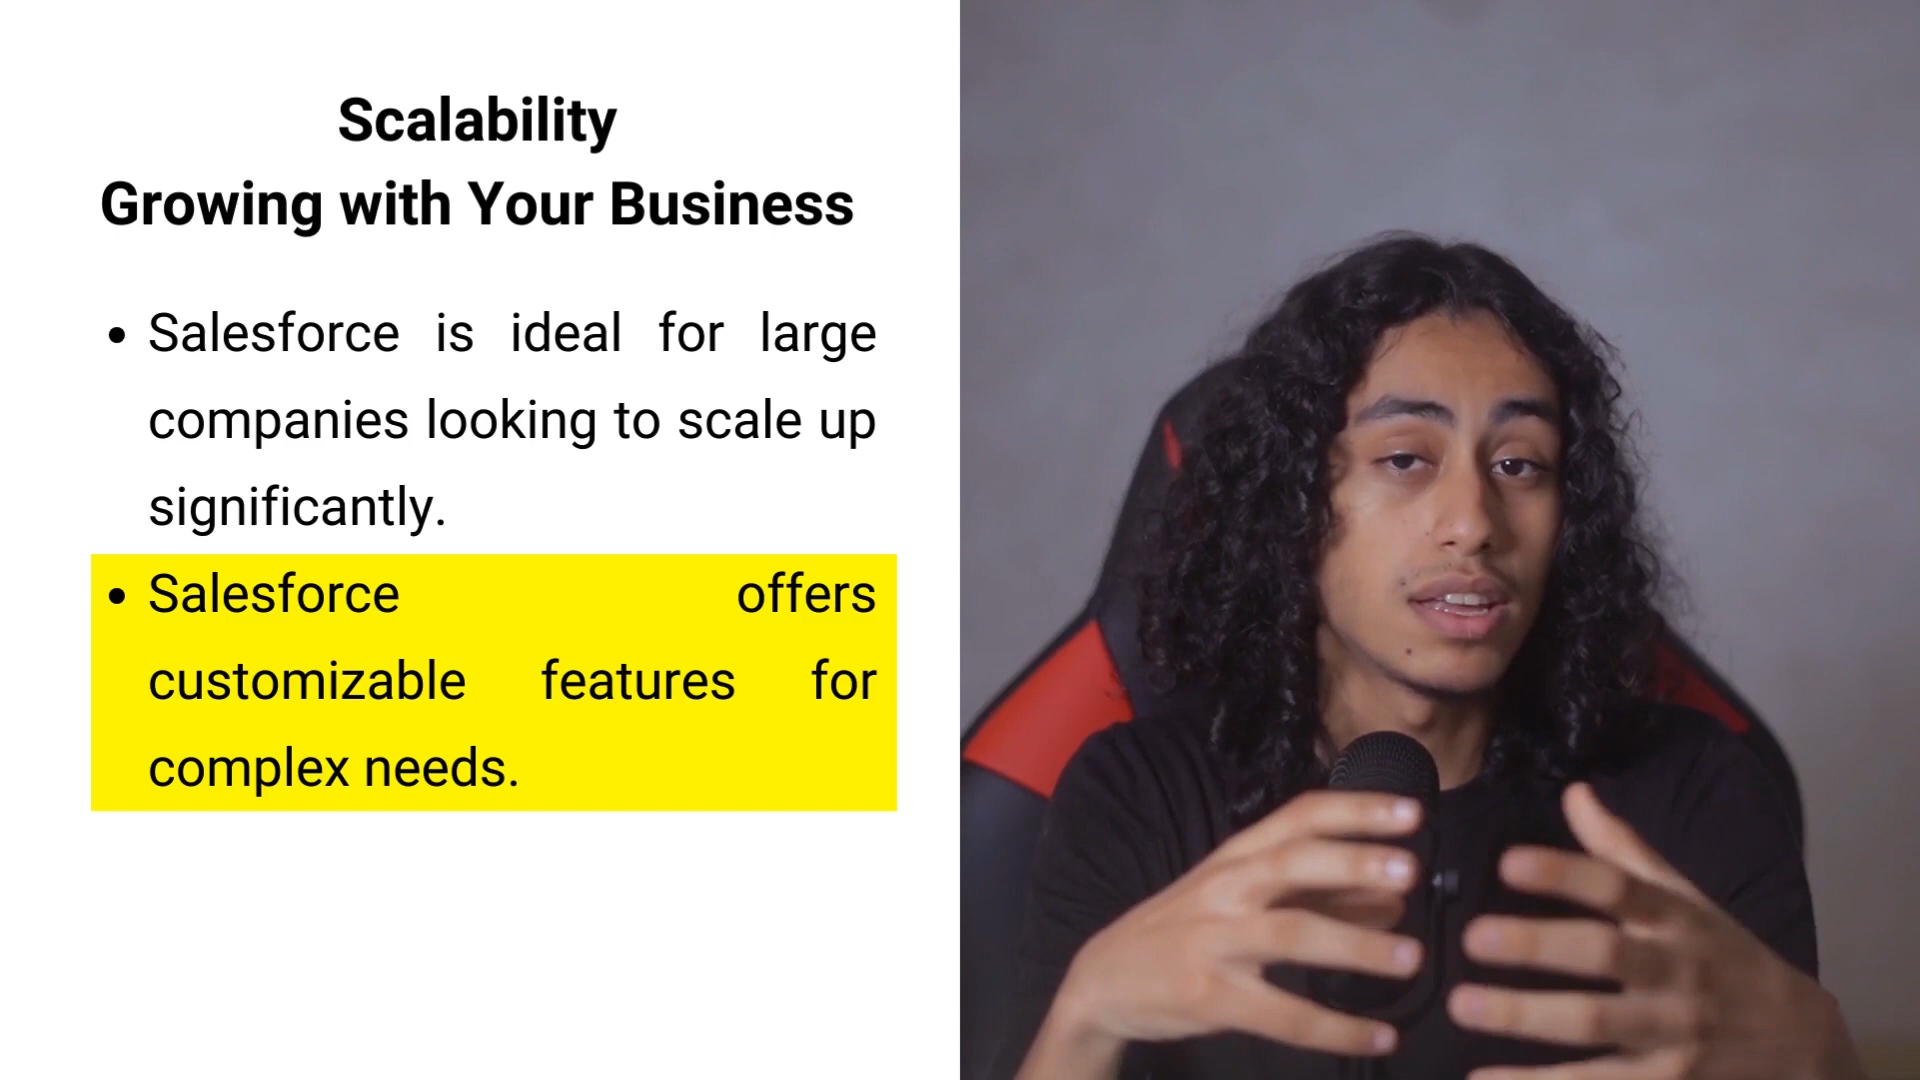 Scalability
Growing with Your Business
• Salesforce is ideal for large
companies looking to scale up
significantly.
• Salesforce offers
customizable features for
complex needs.